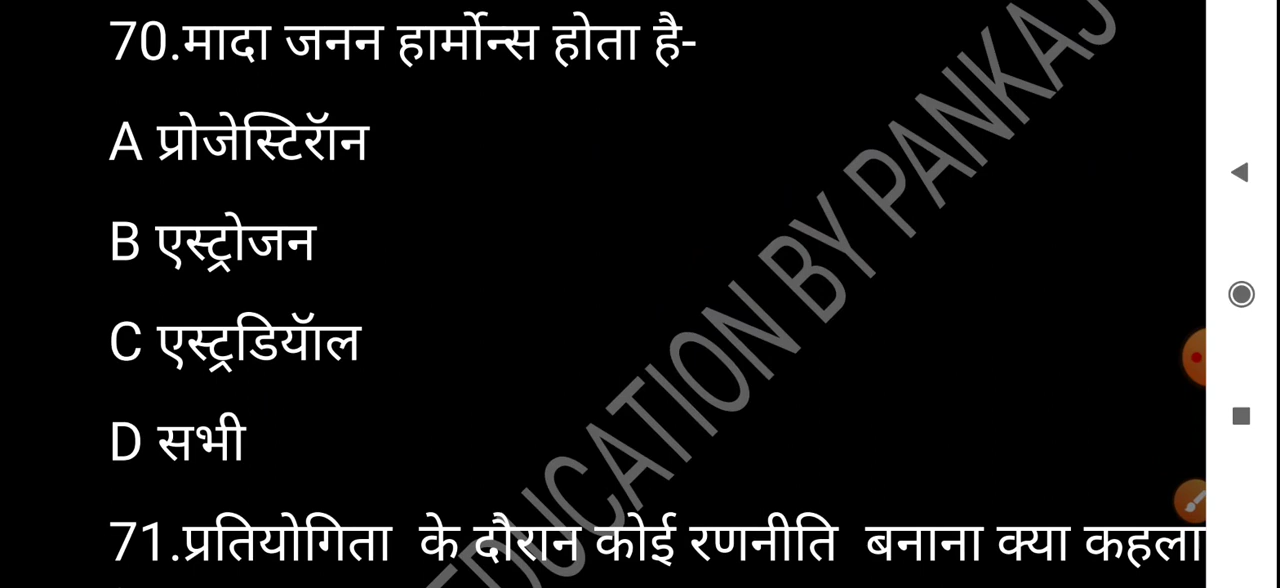 70.मादा जनन हार्मोन्स होता है-
A प्रोजेस्टिरॉन
B एस्ट्रोजन
C एस्ट्रडियॉल
D सभी
71.प्रतियोगिता के दौरान कोई रणनीति बनाना क्या कहला
EDUCATION BY PANKAJ